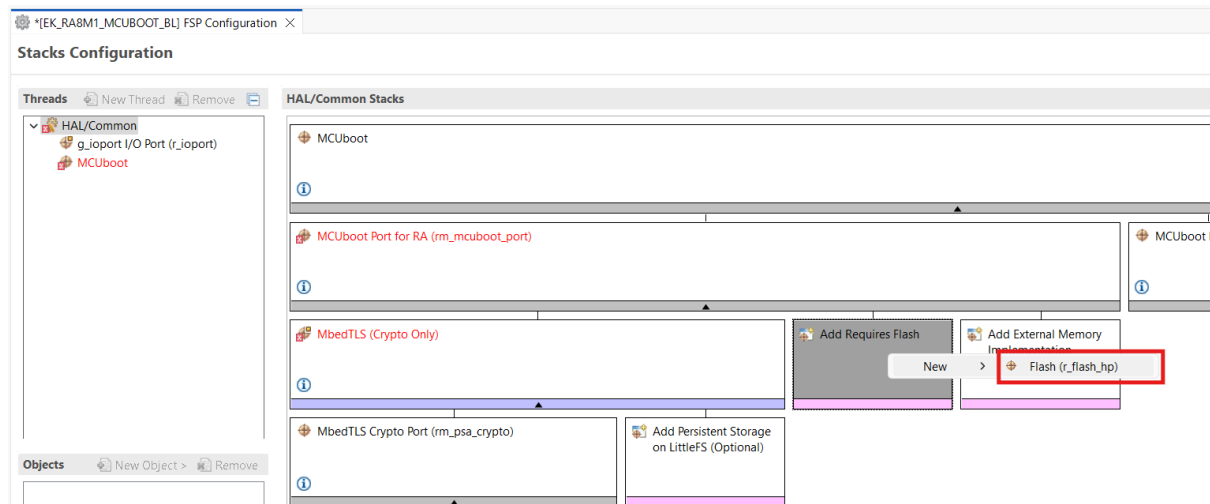 *[EK_RA8M1_MCUBOOT_BL] FSP Configuration
Stacks Configuration
Threads New Thread Remove
HAL/Common
g_ioport I/O Port (r_ioport)
MCUboot
Objects New Object > Remove
HAL/Common Stacks
MCUboot
MCUboot Port for RA (rm_mcuboot_port)
MCUboot
MbedTLS (Crypto Only)
Add Requires Flash
Add External Memory
Implementation
New
Flash (r_flash_hp)
MbedTLS Crypto Port (rm_psa_crypto)
Add Persistent Storage
on LittleFS (Optional)